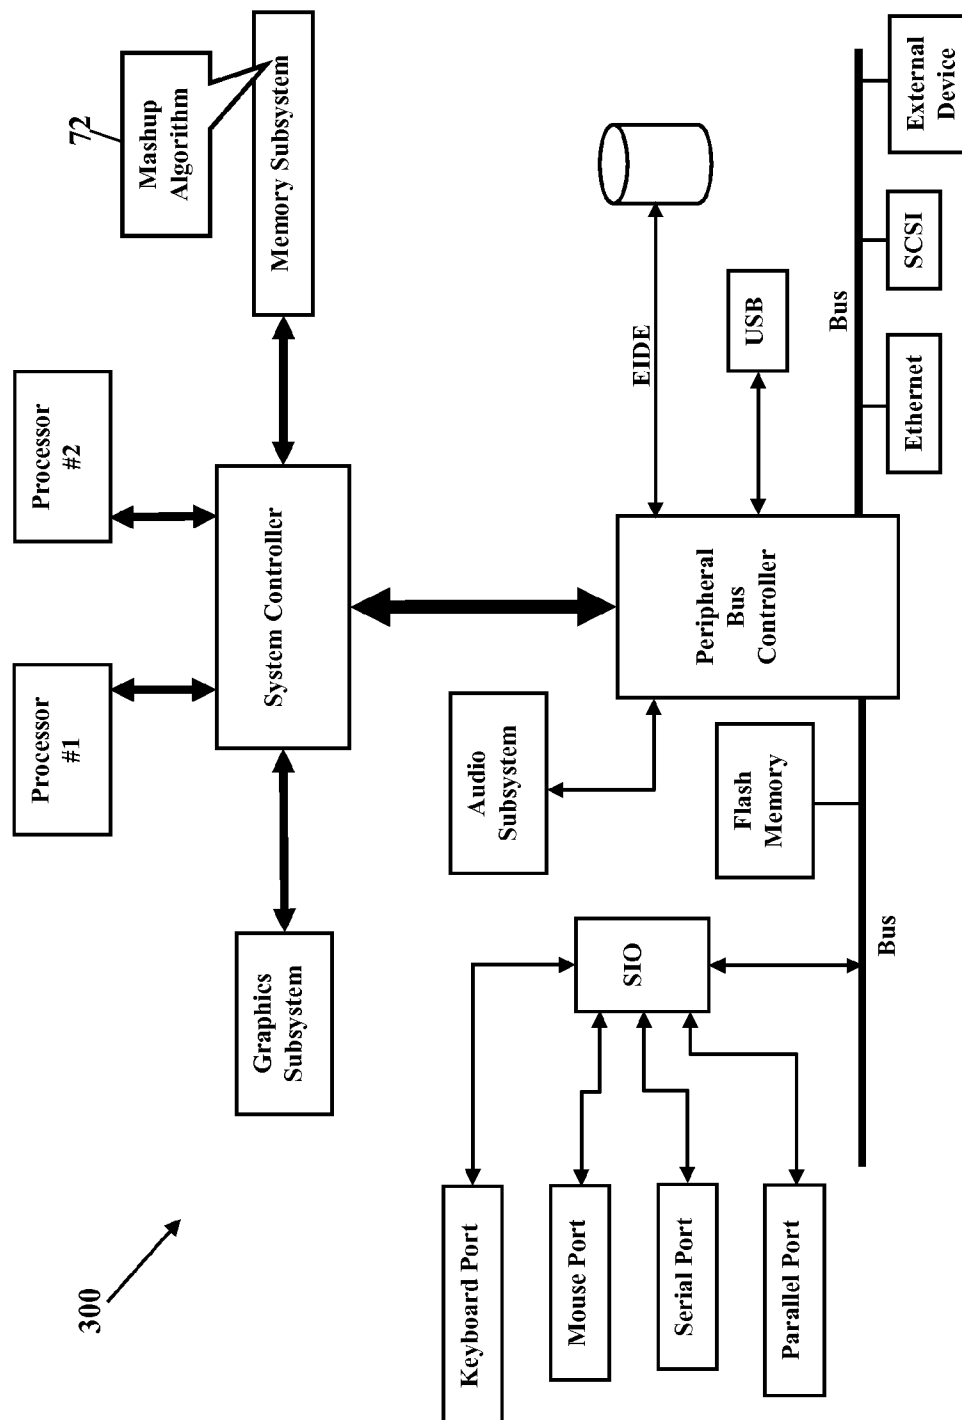 300
Processor
#1
Processor
#2
72
Mashup
Algorithm
Graphics
Subsystem
System Controller
Memory Subsystem
Keyboard Port
Mouse Port
Serial Port
Parallel Port
SIO
Audio
Subsystem
Flash
Memory
Peripheral
Bus
Controller
EIDE
USB
Bus
Bus
Ethernet
SCSI
External
Device